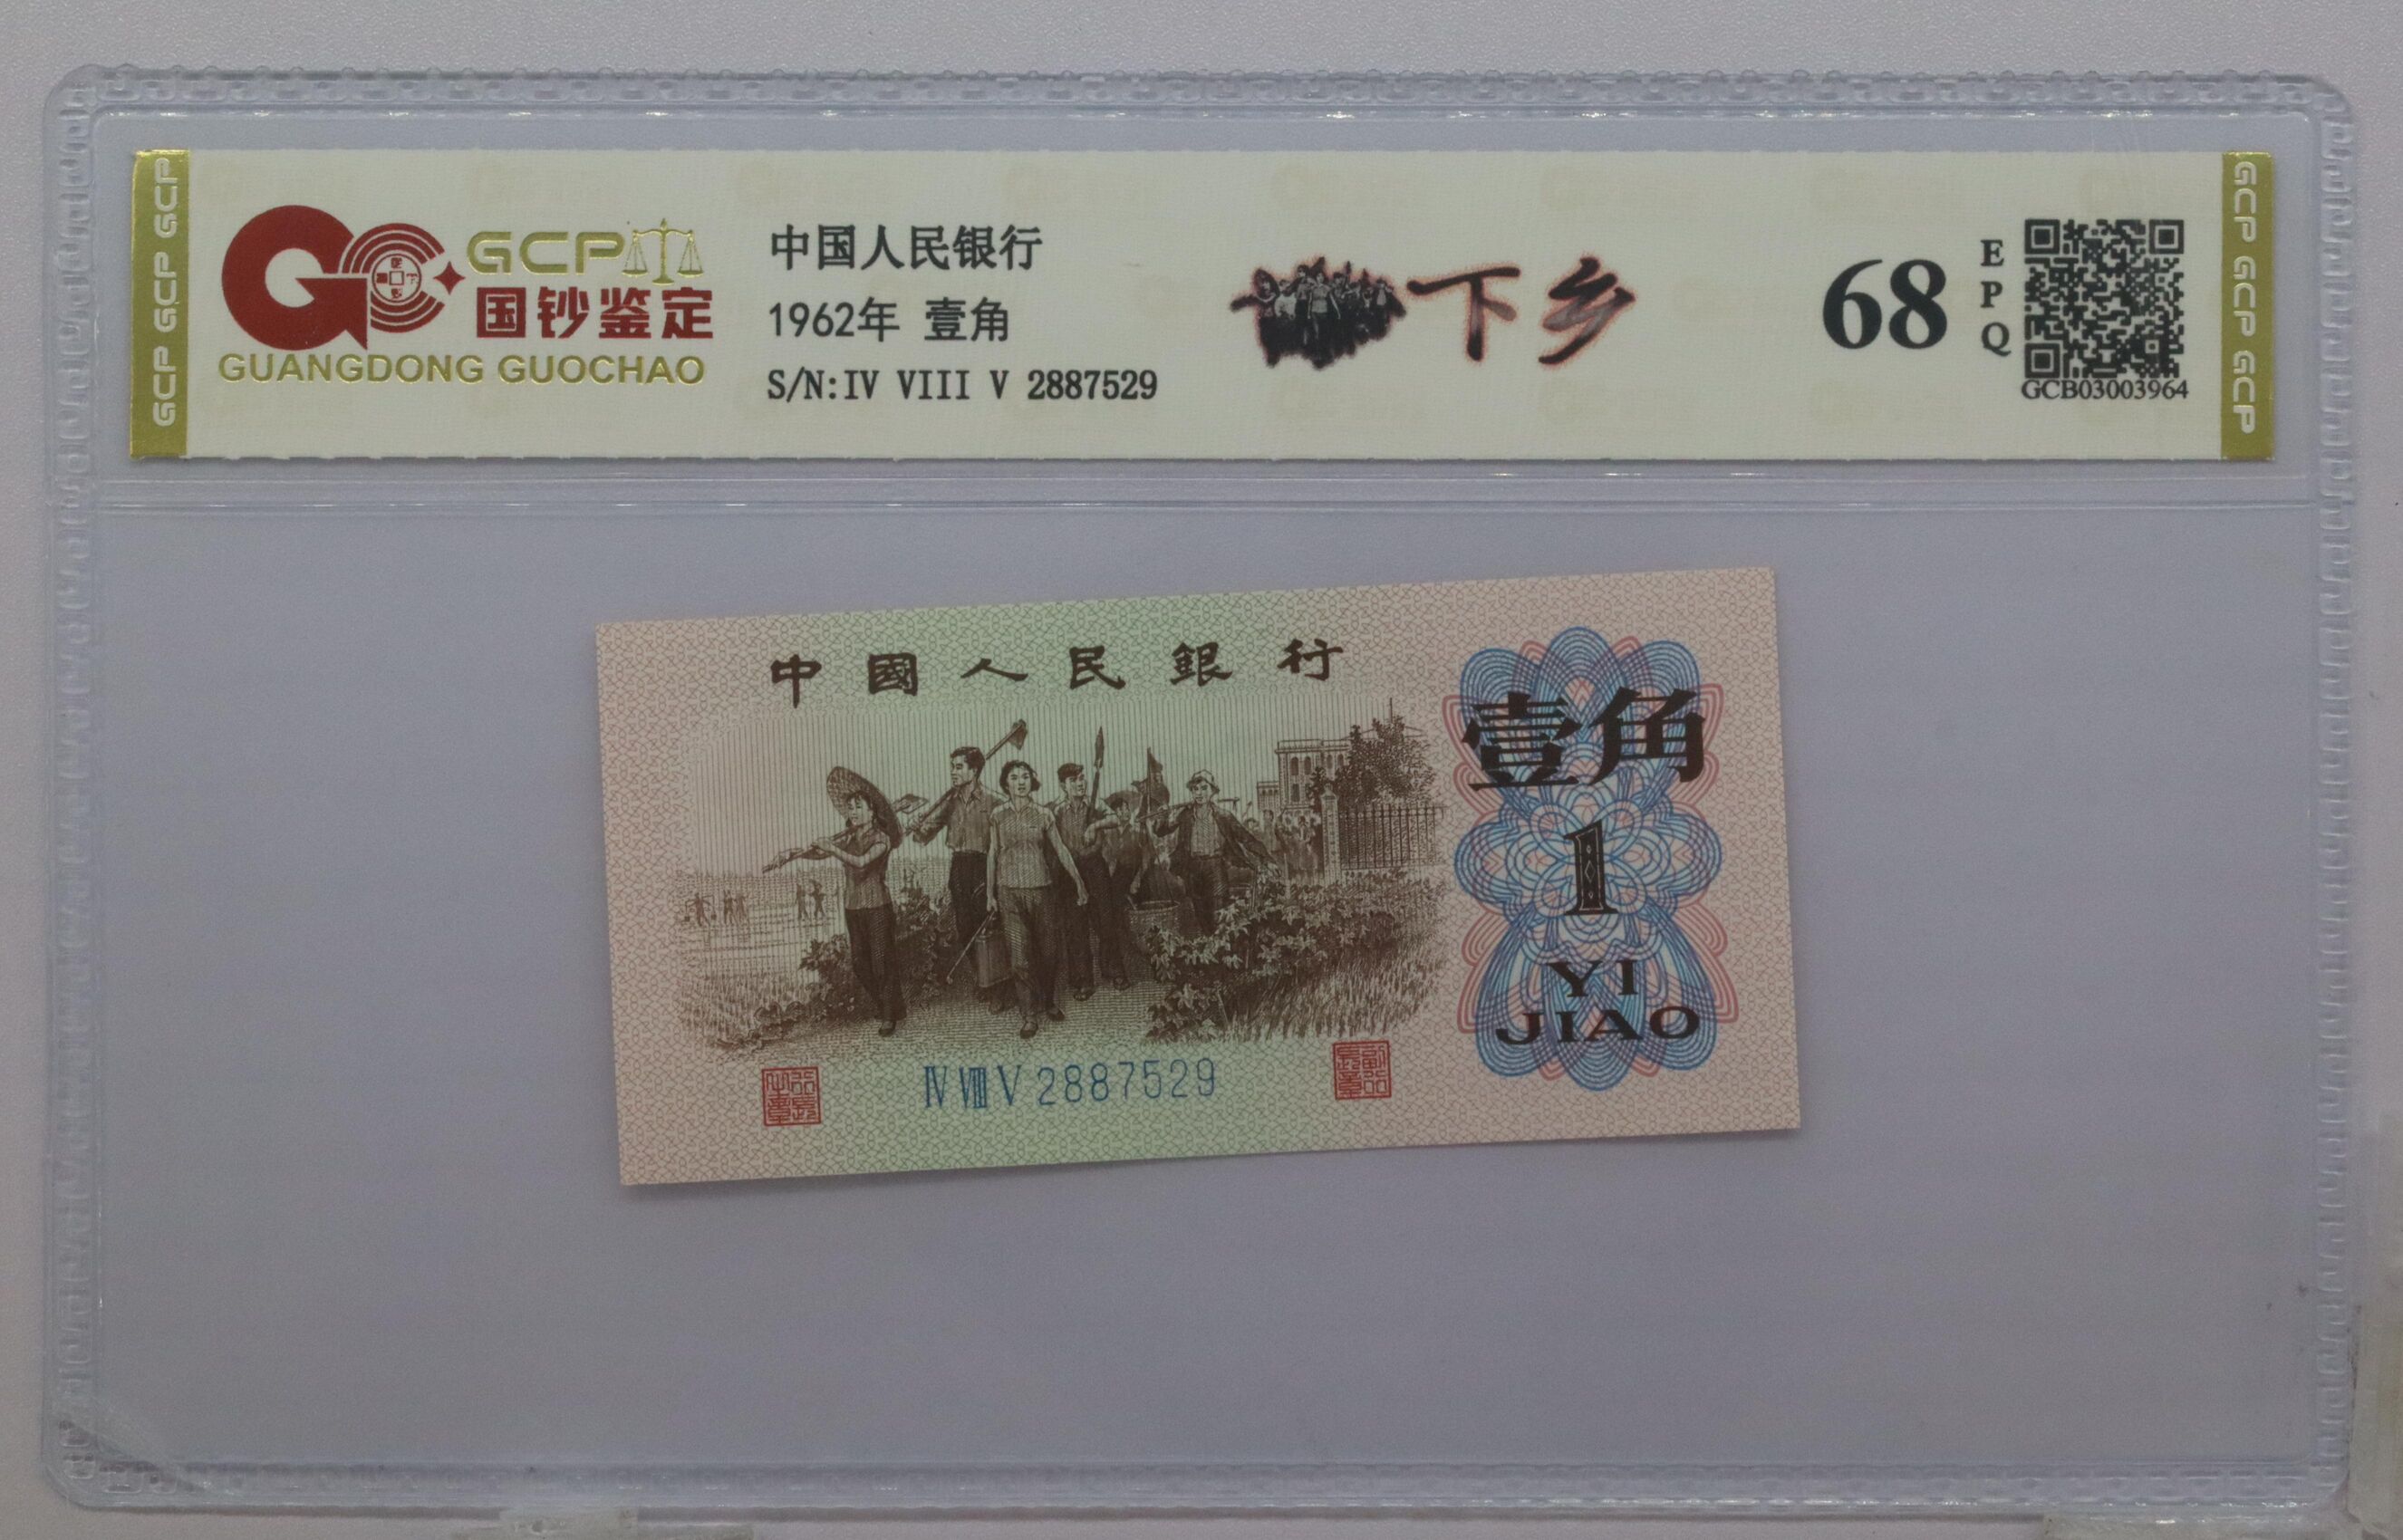 GCP GCP GCP
GCP
国钞鉴定
GUANGDONG GUOCHAO
中国人民银行
1962年 壹角
S/N:IV VIII V 2887529
下乡
68
EPQ
GCB03003964
GCP GCP GCP
中國人民銀行
壹角
1
YI
JIAO
Ⅳ Ⅷ Ⅴ 2887529